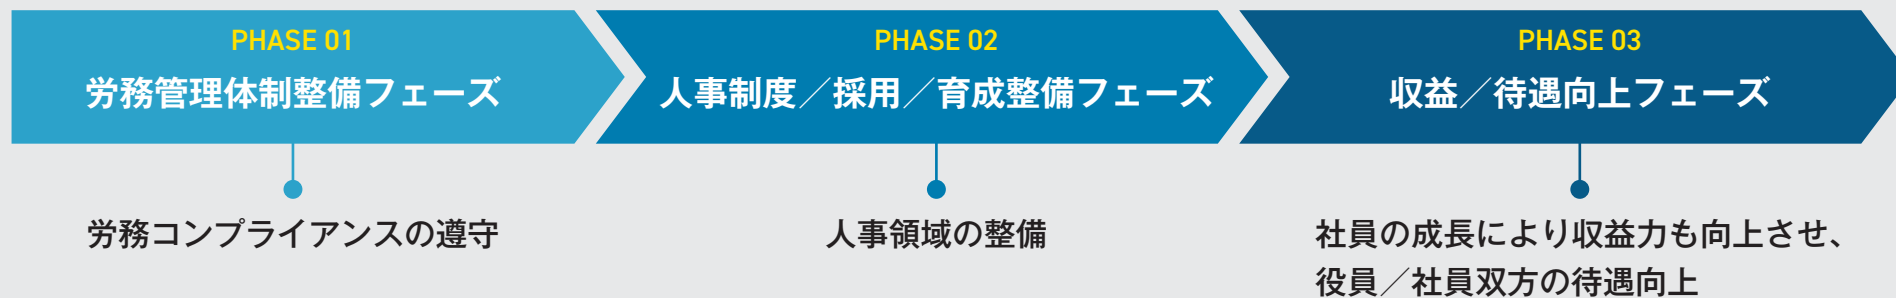 PHASE 01
労務管理体制整備フェーズ
労務コンプライアンスの遵守
PHASE 02
人事制度／採用／育成整備フェーズ
人事領域の整備
PHASE 03
収益／待遇向上フェーズ
社員の成長により収益力も向上させ、
役員／社員双方の待遇向上